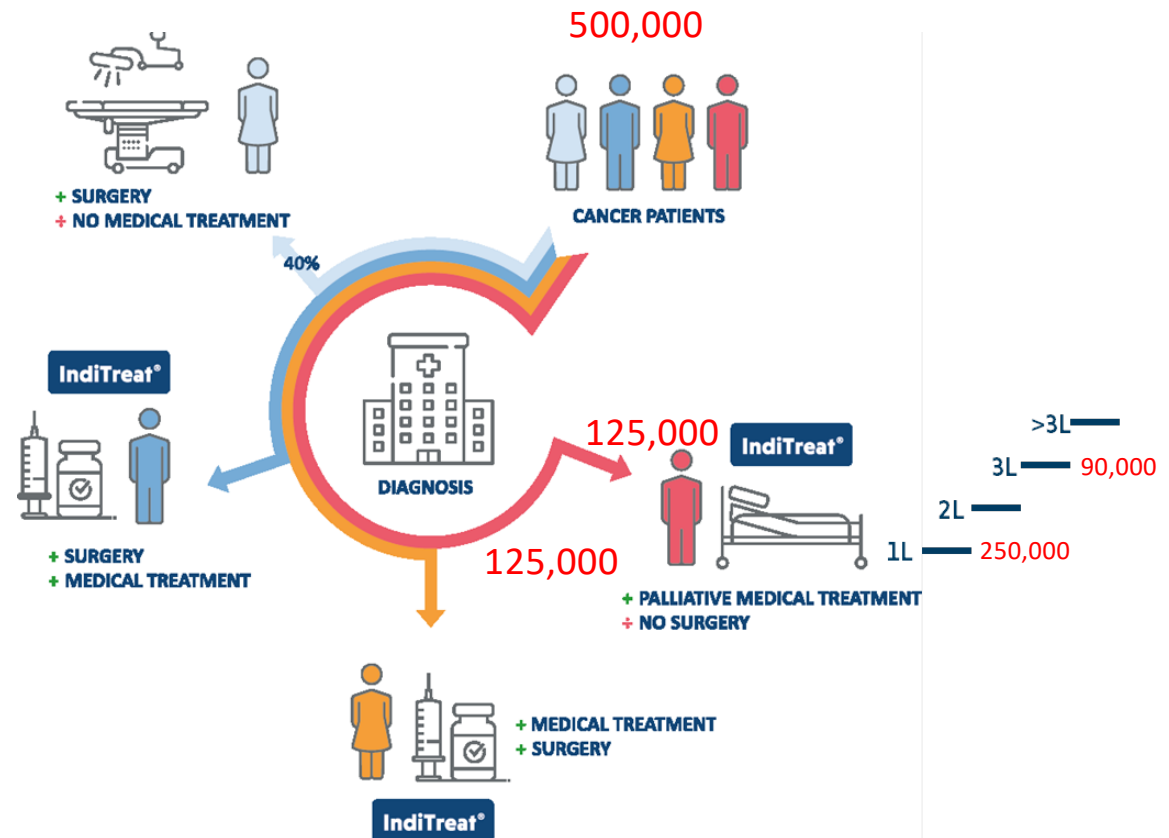 500,000
+ SURGERY
÷ NO MEDICAL TREATMENT
CANCER PATIENTS
40%
IndiTreat®
DIAGNOSIS
+ SURGERY
+ MEDICAL TREATMENT
125,000
IndiTreat®
125,000
+ PALLIATIVE MEDICAL TREATMENT
÷ NO SURGERY
>3L
3L 90,000
2L
1L 250,000
+ MEDICAL TREATMENT
+ SURGERY
IndiTreat®